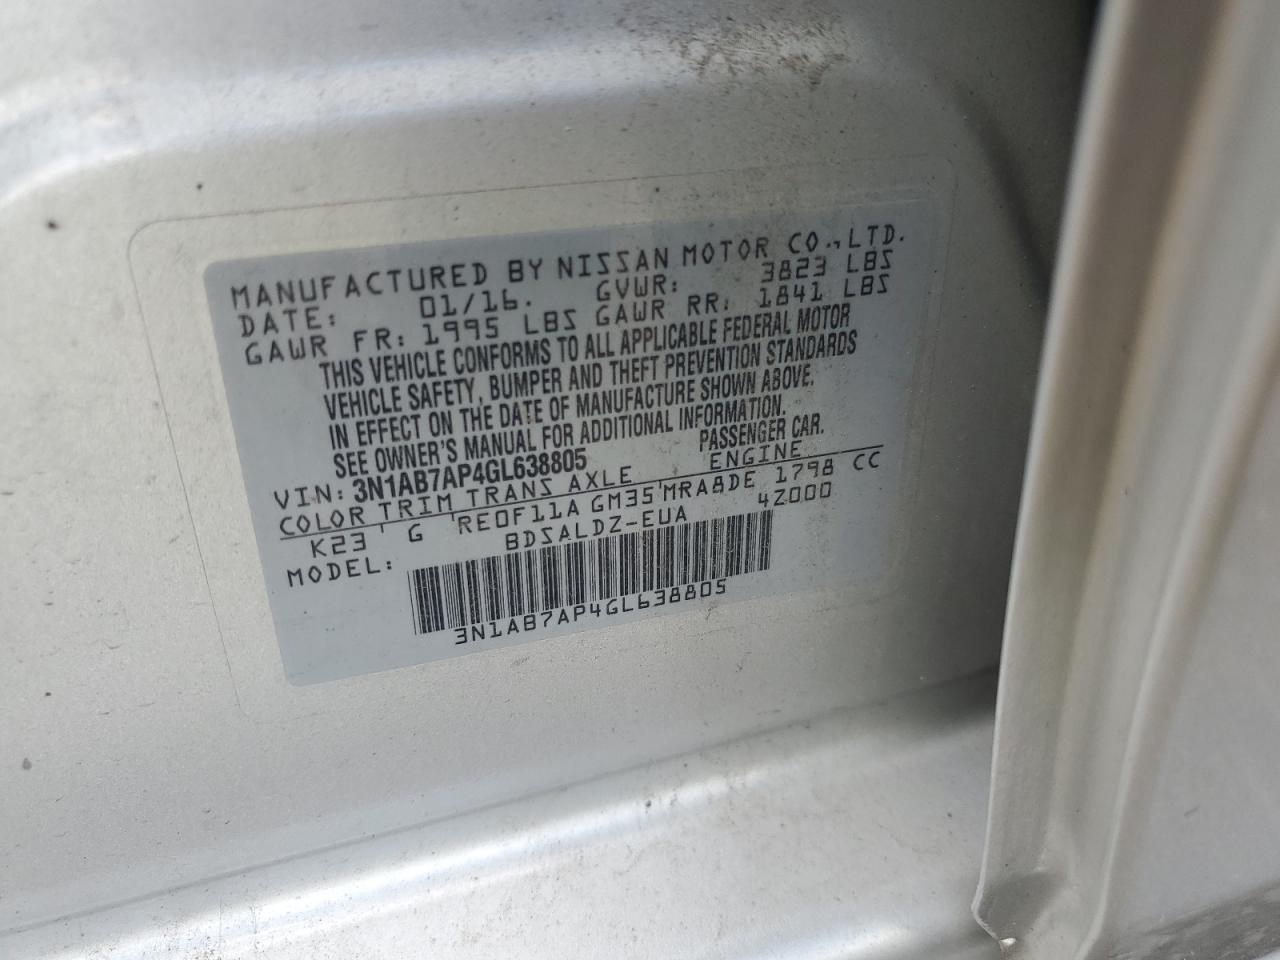 MANUFACTURED BY NISSAN MOTOR CO., LTD.
DATE: 01/16. GVWR: 3823 LBS
GAWR FR: 1995 LBS GAWR RR: 1841 LBS
THIS VEHICLE CONFORMS TO ALL APPLICABLE FEDERAL MOTOR
VEHICLE SAFETY, BUMPER AND THEFT PREVENTION STANDARDS
IN EFFECT ON THE DATE OF MANUFACTURE SHOWN ABOVE.
SEE OWNER'S MANUAL FOR ADDITIONAL INFORMATION.
VIN: 3N1AB7AP4GL638805 PASSENGER CAR.
COLOR TRIM TRANS AXLE ENGINE
K23 G RE0F11A GM35 MRA8DE 1798 CC
MODEL: BDSALDZ-EUA 4Z000
3N1AB7AP4GL638805